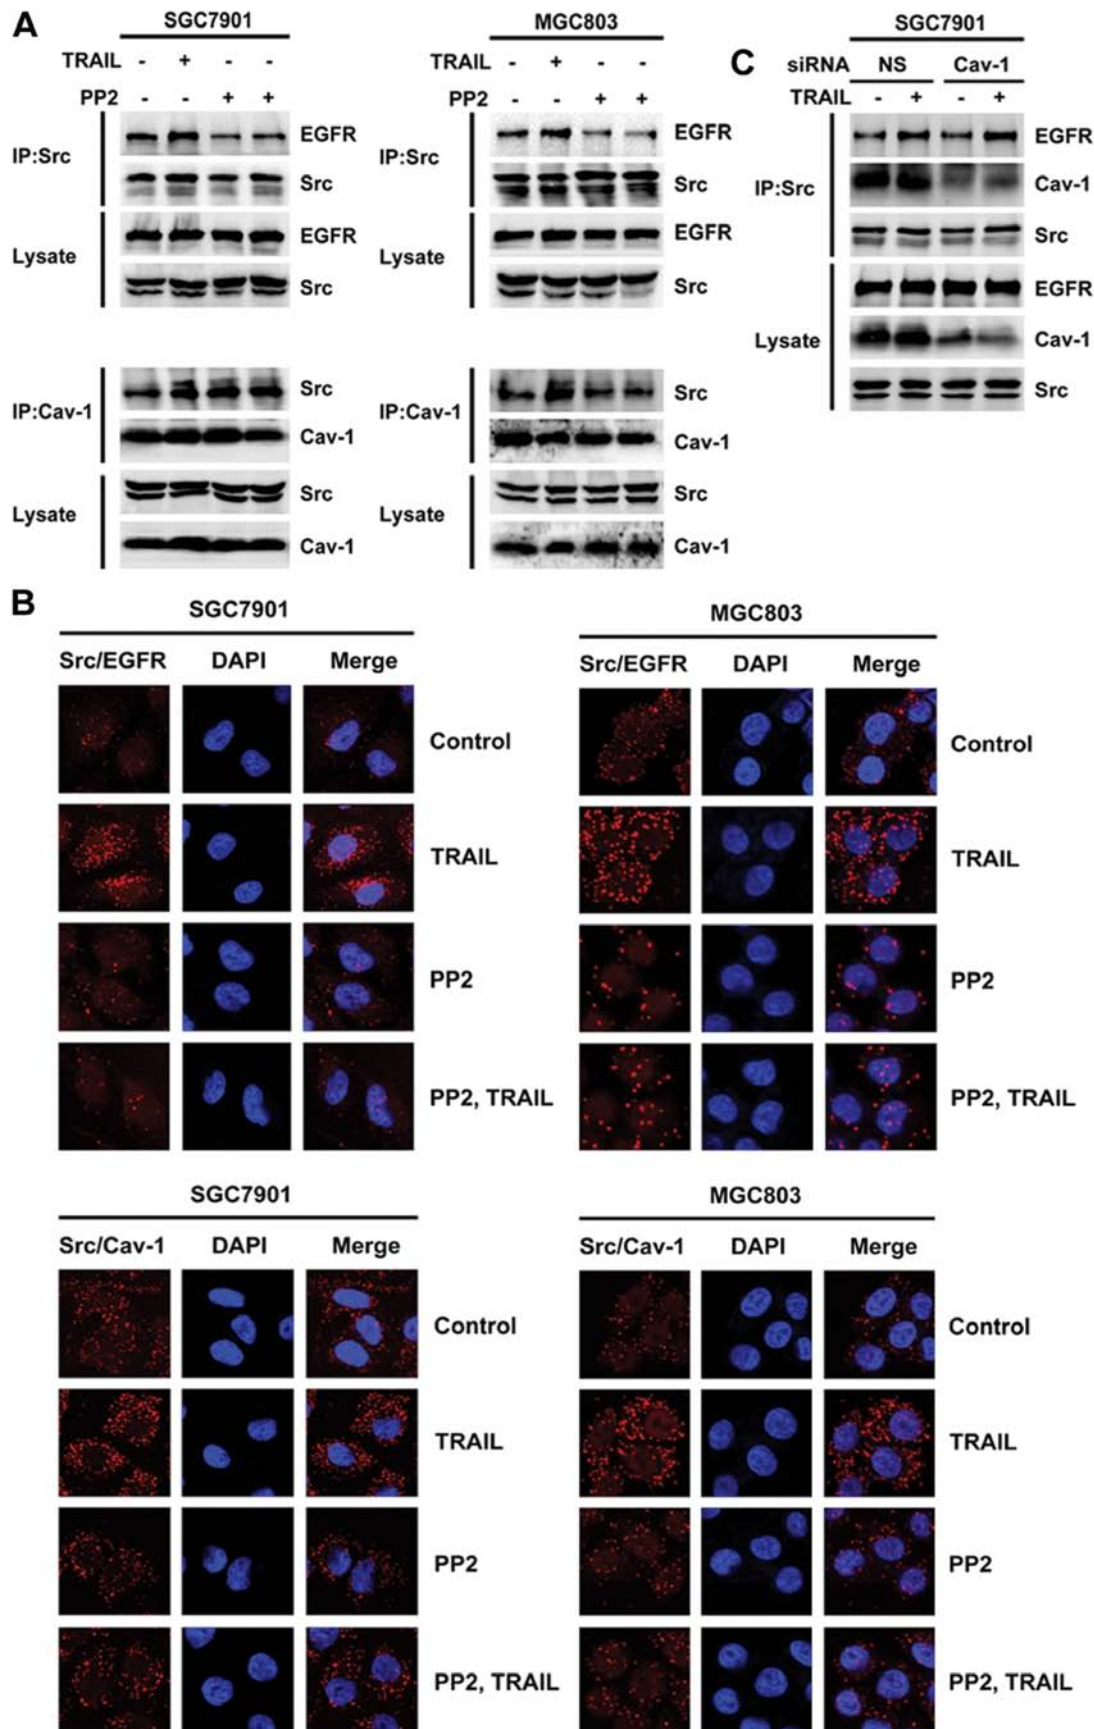 A
SGC7901
TRAIL - + - -
PP2 - - + +
IP:Src
EGFR
Src
Lysate
EGFR
Src
IP:Cav-1
Src
Cav-1
Lysate
Src
Cav-1
MGC803
TRAIL - + - -
PP2 - - + +
IP:Src
EGFR
Src
Lysate
EGFR
Src
IP:Cav-1
Src
Cav-1
Lysate
Src
Cav-1
C
SGC7901
siRNA NS Cav-1
TRAIL - + - +
IP:Src
EGFR
Cav-1
Src
Lysate
EGFR
Cav-1
Src
B
SGC7901
Src/EGFR DAPI Merge
Control
TRAIL
PP2
PP2, TRAIL
MGC803
Src/EGFR DAPI Merge
Control
TRAIL
PP2
PP2, TRAIL
SGC7901
Src/Cav-1 DAPI Merge
Control
TRAIL
PP2
PP2, TRAIL
MGC803
Src/Cav-1 DAPI Merge
Control
TRAIL
PP2
PP2, TRAIL